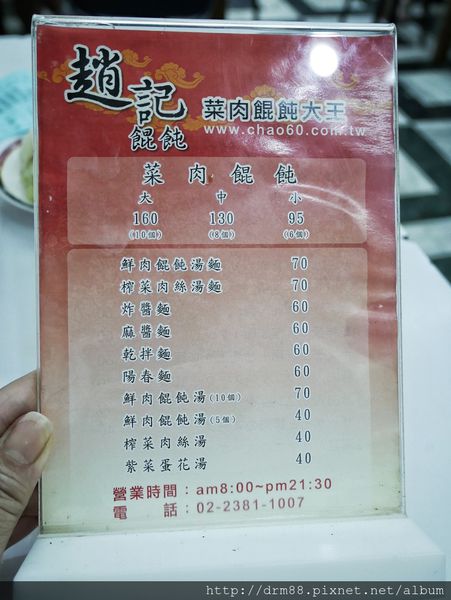 趙記
餛飩
菜肉餛飩大王
www.chao60.com.tw
菜肉餛飩
大 中 小
160 130 95
(10個) (8個) (6個)
鮮肉餛飩湯麵 70
榨菜肉絲湯麵 70
炸醬麵 60
麻醬麵 60
乾拌麵 60
陽春麵 60
鮮肉餛飩湯(10個) 70
鮮肉餛飩湯(5個) 40
榨菜肉絲湯 40
紫菜蛋花湯 40
營業時間：am8:00~pm21:30
電 話：02-2381-1007
http://drm88.pixnet.net/album